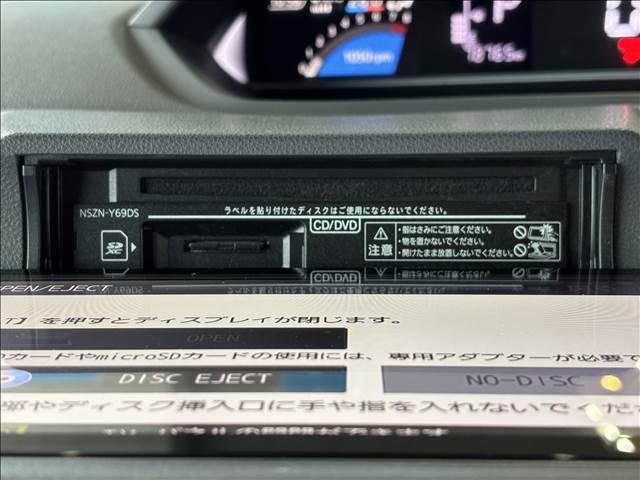 1050rpm
P
18765km
NSZN-Y69DS
ラベルを貼り付けたディスクはご使用にならないでください。
CD/DVD
SD XC
注意
・指はさみにご注意ください。
・物を置かないでください。
・開けたまま放置しないでください。
OPEN/EJECT
を押すとディスプレイが閉じます。
OPEN
カードやmicroSDカードの使用には、専用アダプターが必要で
DISC EJECT
NO-DISC
やディスク挿入口に手や指を入れないでくだ